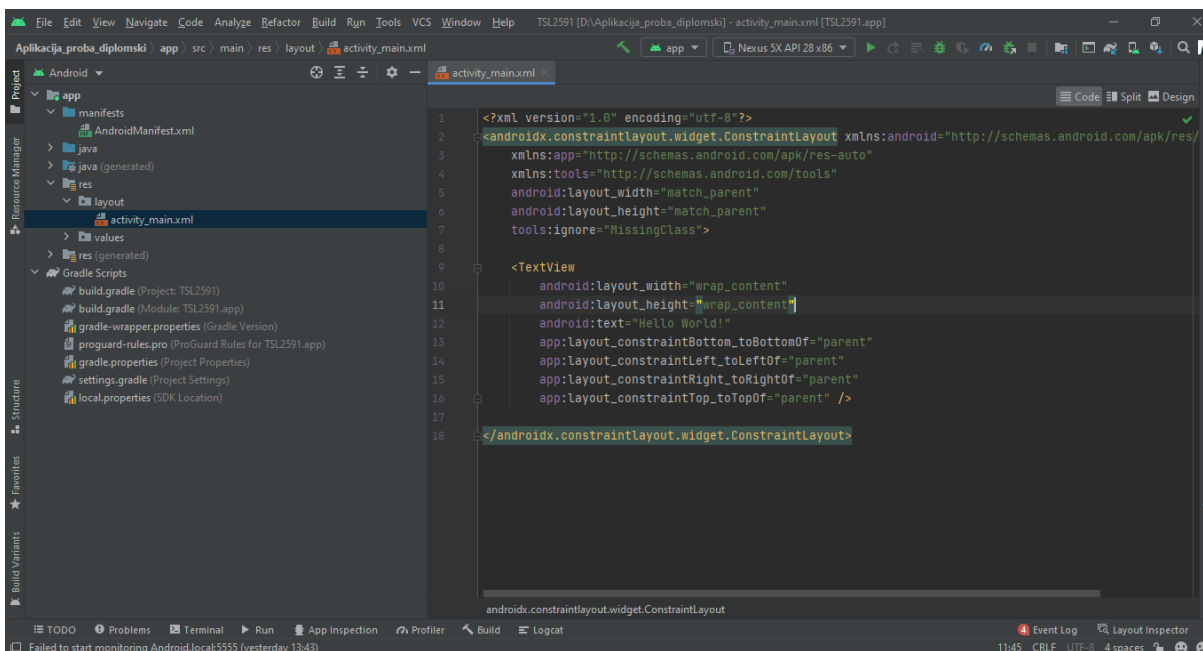 File Edit View Navigate Code Analyze Refactor Build Run Tools VCS Window Help TSL2591 [D:\Aplikacija_proba_diplomski] - activity_main.xml [TSL2591.app]
Aplikacija_proba_diplomski app src main res layout activity_main.xml app Nexus 5X API 28 x86
Project
Resource Manager
Structure
Favorites
Build Variants
Android
app
manifests
AndroidManifest.xml
java
java (generated)
res
layout
activity_main.xml
values
res (generated)
Gradle Scripts
build.gradle (Project: TSL2591)
build.gradle (Module: TSL2591.app)
gradle-wrapper.properties (Gradle Version)
proguard-rules.pro (ProGuard Rules for TSL2591.app)
gradle.properties (Project Properties)
settings.gradle (Project Settings)
local.properties (SDK Location)
activity_main.xml
Code Split Design
1 <?xml version="1.0" encoding="utf-8"?>
2 <androidx.constraintlayout.widget.ConstraintLayout xmlns:android="http://schemas.android.com/apk/res/
3 xmlns:app="http://schemas.android.com/apk/res-auto"
4 xmlns:tools="http://schemas.android.com/tools"
5 android:layout_width="match_parent"
6 android:layout_height="match_parent"
7 tools:ignore="MissingClass">
8
9 <TextView
10 android:layout_width="wrap_content"
11 android:layout_height="wrap_content"
12 android:text="Hello World!"
13 app:layout_constraintBottom_toBottomOf="parent"
14 app:layout_constraintLeft_toLeftOf="parent"
15 app:layout_constraintRight_toRightOf="parent"
16 app:layout_constraintTop_toTopOf="parent" />
17
18 </androidx.constraintlayout.widget.ConstraintLayout>
androidx.constraintlayout.widget.ConstraintLayout
TODO Problems Terminal Run App Inspection Profiler Build Logcat 4 Event Log Layout Inspector
Failed to start monitoring Android.local:5555 (yesterday 13:43) 11:45 CRLF UTF-8 4 spaces